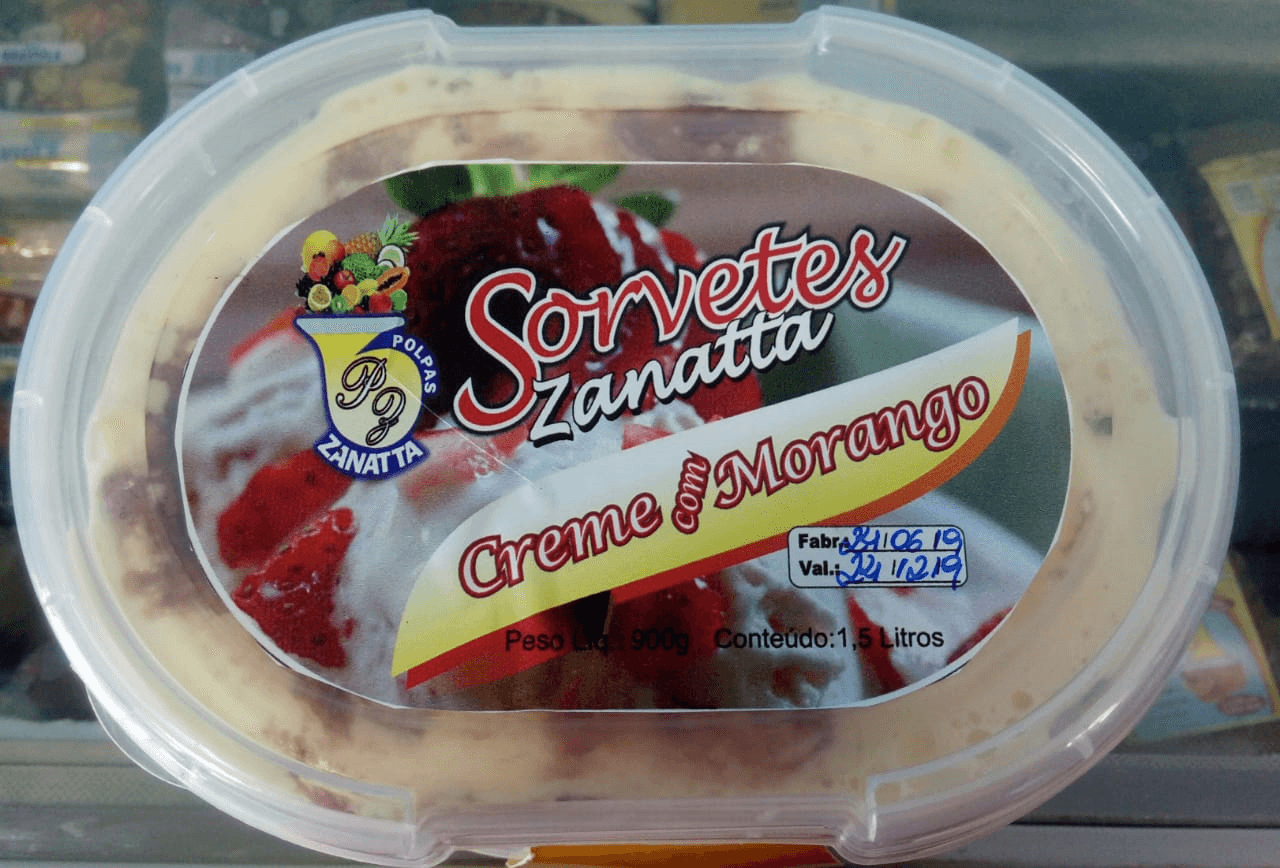 Sorvetes
Zanatta
POLPAS
PZ
ZANATTA
Creme com Morango
Fabr.: 24/06/19
Val.: 24/12/19
Peso Liq.: 900g Conteúdo:1,5 Litros